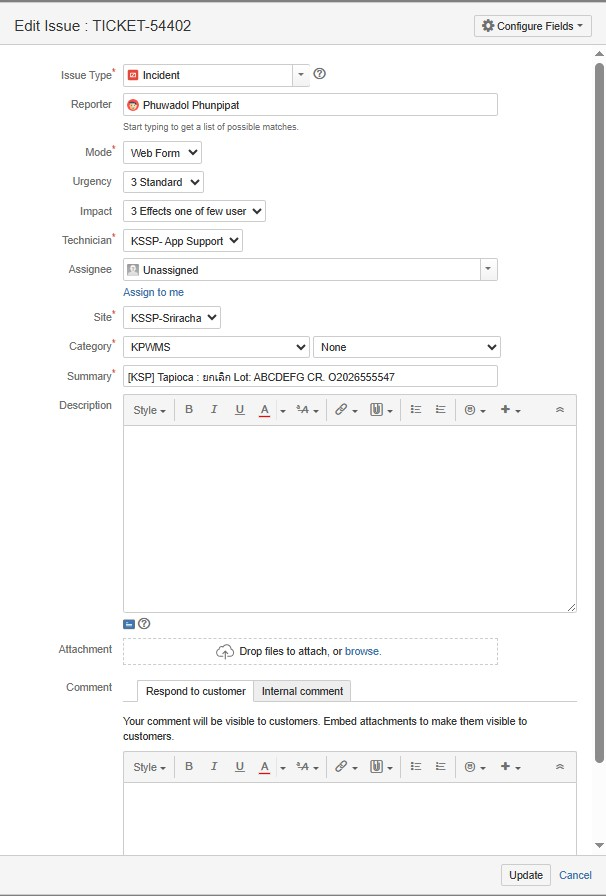 Edit Issue : TICKET-54402
Configure Fields
Issue Type*
Incident
Reporter
Phuwadol Phunpipat
Start typing to get a list of possible matches.
Mode*
Web Form
Urgency
3 Standard
Impact
3 Effects one of few user
Technician*
KSSP- App Support
Assignee
Unassigned
Assign to me
Site*
KSSP-Sriracha
Category*
KPWMS
None
Summary*
[KSP] Tapioca : ยกเลิก Lot: ABCDEFG CR. O2026555547
Description
Style B I U A ªA
Attachment
Drop files to attach, or browse.
Comment
Respond to customer
Internal comment
Your comment will be visible to customers. Embed attachments to make them visible to
customers.
Style B I U A ªA
Update
Cancel